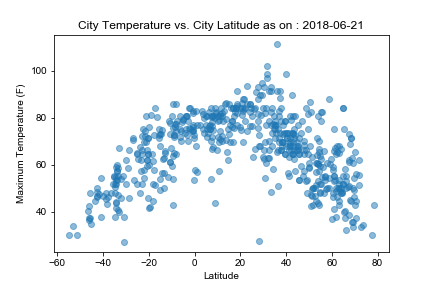 City Temperature vs. City Latitude as on : 2018-06-21
Maximum Temperature (F)
100
80
60
40
−60 −40 −20 0 20 40 60 80
Latitude